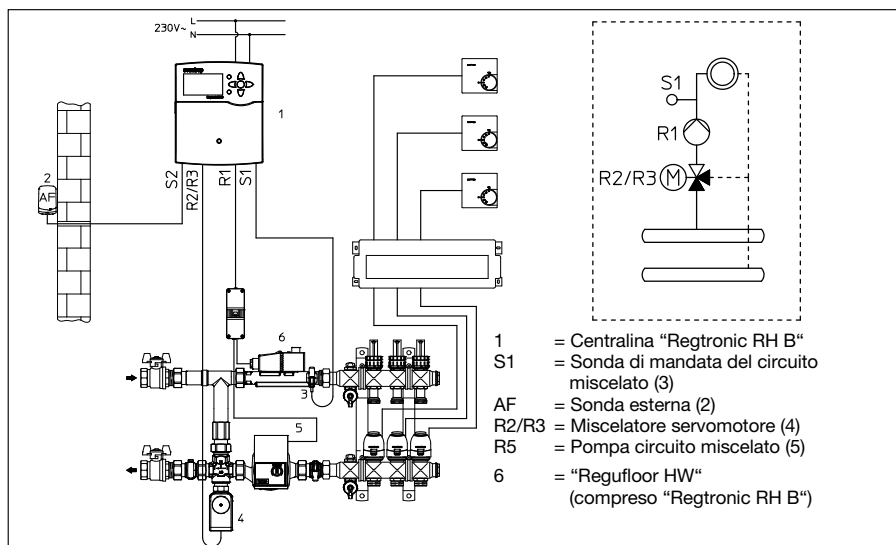 L
230V~
N
1
2
AF
S2
R2/R3
R1
S1
6
3
5
4
S1
R1
R2/R3
M
1 = Centralina “Regtronic RH B“
S1 = Sonda di mandata del circuito
miscelato (3)
AF = Sonda esterna (2)
R2/R3 = Miscelatore servomotore (4)
R5 = Pompa circuito miscelato (5)
6 = “Regufloor HW“
(compreso “Regtronic RH B“)